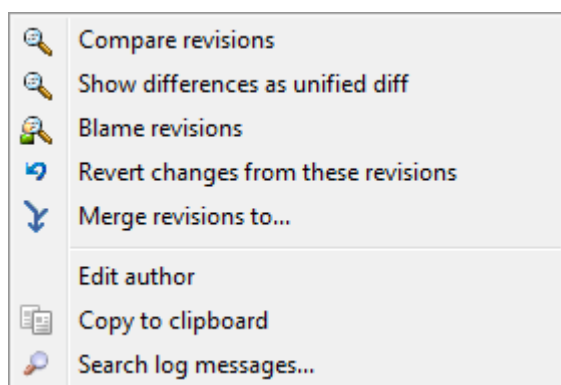 Compare revisions
Show differences as unified diff
Blame revisions
Revert changes from these revisions
Merge revisions to...
Edit author
Copy to clipboard
Search log messages...